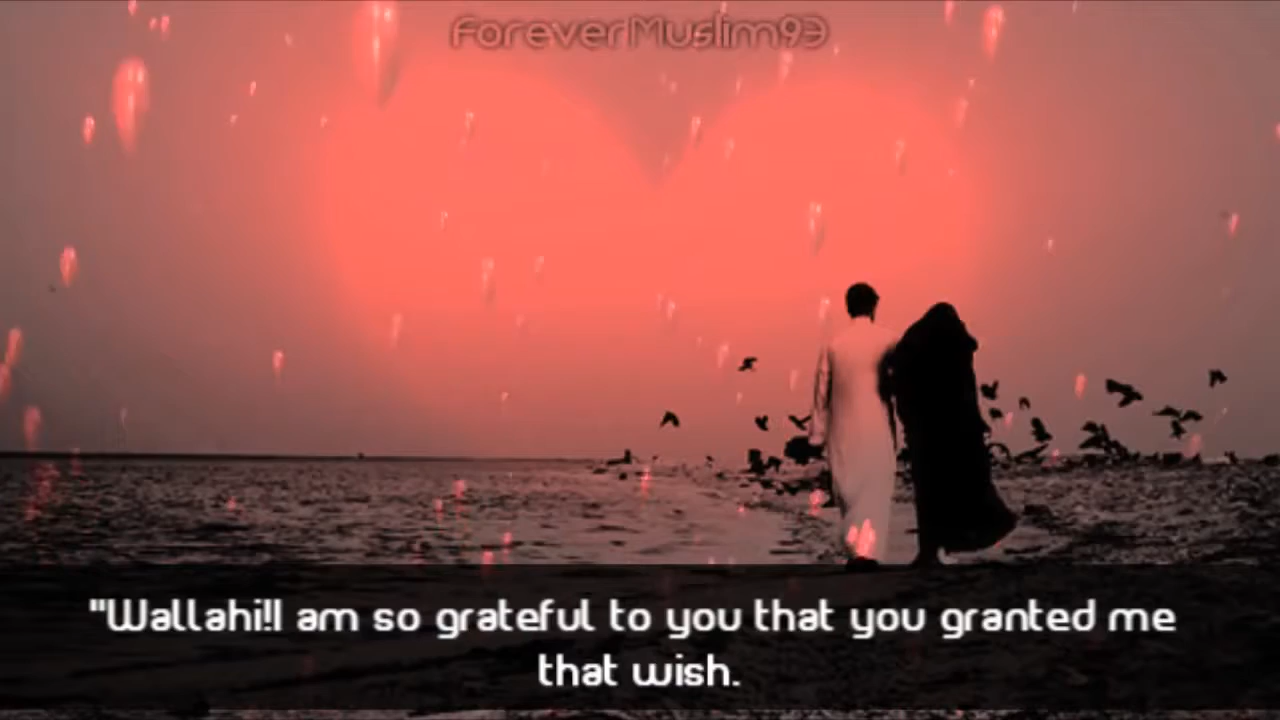 ForeverMuslim93
"Wallahi!I am so grateful to you that you granted me
that wish.